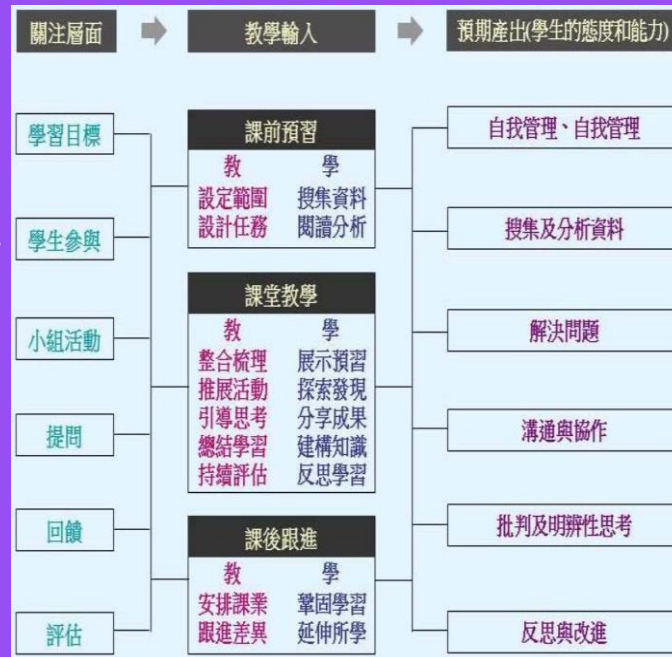 關注層面
教學輸入
預期產出(學生的態度和能力)
學習目標
學生參與
小組活動
提問
回饋
評估
課前預習
教 學
設定範圍 搜集資料
設計任務 閱讀分析
課堂教學
教 學
整合梳理 展示預習
推展活動 探索發現
引導思考 分享成果
總結學習 建構知識
持續評估 反思學習
課後跟進
教 學
安排課業 鞏固學習
跟進差異 延伸所學
自我管理、自我管理
搜集及分析資料
解決問題
溝通與協作
批判及明辨性思考
反思與改進